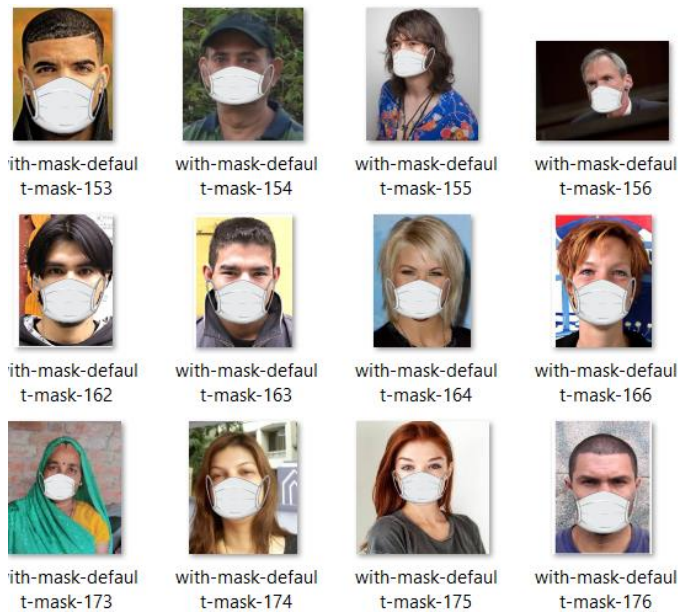 with-mask-defaul
t-mask-153
with-mask-defaul
t-mask-154
with-mask-defaul
t-mask-155
with-mask-defaul
t-mask-156
with-mask-defaul
t-mask-162
with-mask-defaul
t-mask-163
with-mask-defaul
t-mask-164
with-mask-defaul
t-mask-166
with-mask-defaul
t-mask-173
with-mask-defaul
t-mask-174
with-mask-defaul
t-mask-175
with-mask-defaul
t-mask-176